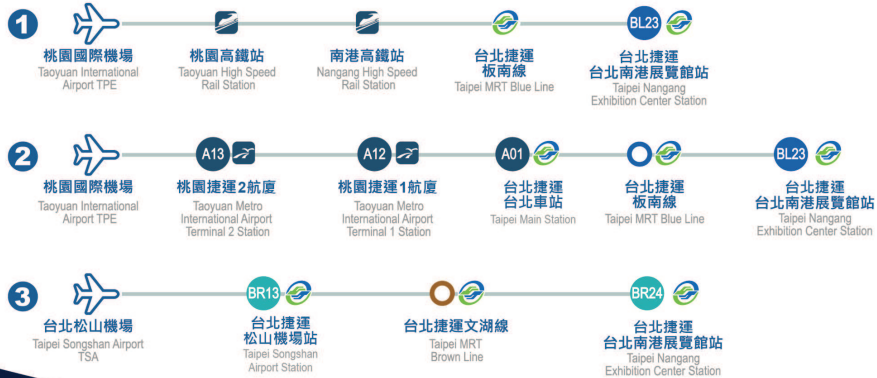 1
桃園國際機場
Taoyuan International
Airport TPE
桃園高鐵站
Taoyuan High Speed
Rail Station
南港高鐵站
Nangang High Speed
Rail Station
台北捷運
板南線
Taipei MRT Blue Line
BL23
台北捷運
台北南港展覽館站
Taipei Nangang
Exhibition Center Station
2
桃園國際機場
Taoyuan International
Airport TPE
A13
桃園捷運2航廈
Taoyuan Metro
International Airport
Terminal 2 Station
A12
桃園捷運1航廈
Taoyuan Metro
International Airport
Terminal 1 Station
A01
台北捷運
台北車站
Taipei Main Station
台北捷運
板南線
Taipei MRT Blue Line
BL23
台北捷運
台北南港展覽館站
Taipei Nangang
Exhibition Center Station
3
台北松山機場
Taipei Songshan Airport
TSA
BR13
台北捷運
松山機場站
Taipei Songshan
Airport Station
台北捷運文湖線
Taipei MRT
Brown Line
BR24
台北捷運
台北南港展覽館站
Taipei Nangang
Exhibition Center Station